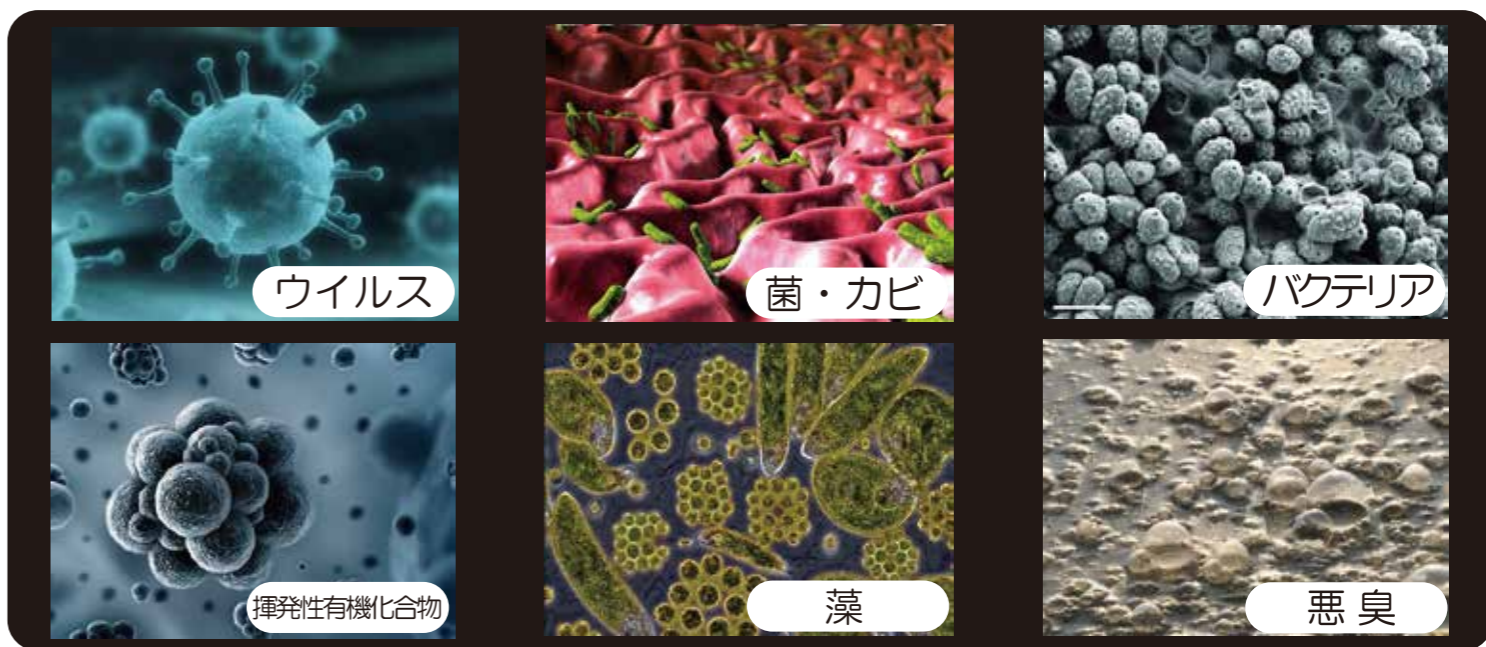 ウイルス
菌・カビ
バクテリア
揮発性有機化合物
藻
悪臭